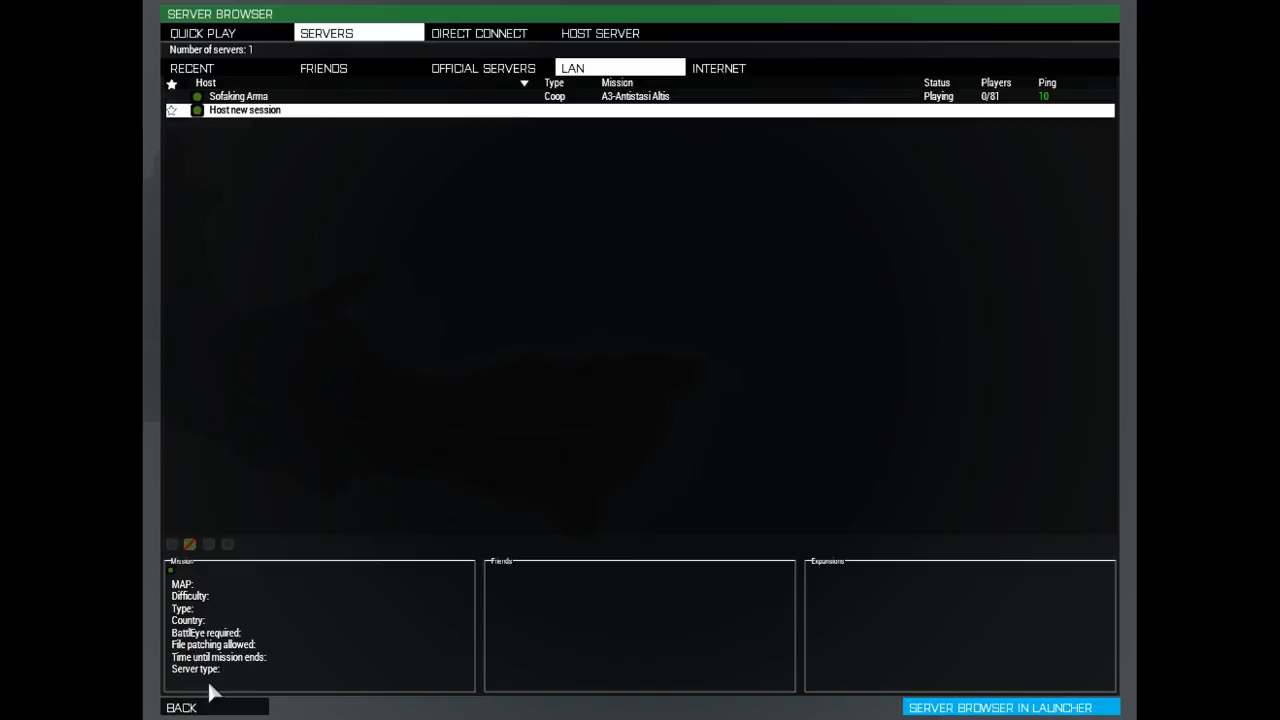 SERVER BROWSER
QUICK PLAY SERVERS DIRECT CONNECT HOST SERVER
Number of servers: 1
RECENT FRIENDS OFFICIAL SERVERS LAN INTERNET
Host Type Mission Status Players Ping
Sofaking Arma Coop A3-Antistasi Altis Playing 0/81 10
Host new session
Mission Friends Expansions
MAP:
Difficulty:
Type:
Country:
BattlEye required:
File patching allowed:
Time until mission ends:
Server type:
BACK SERVER BROWSER IN LAUNCHER